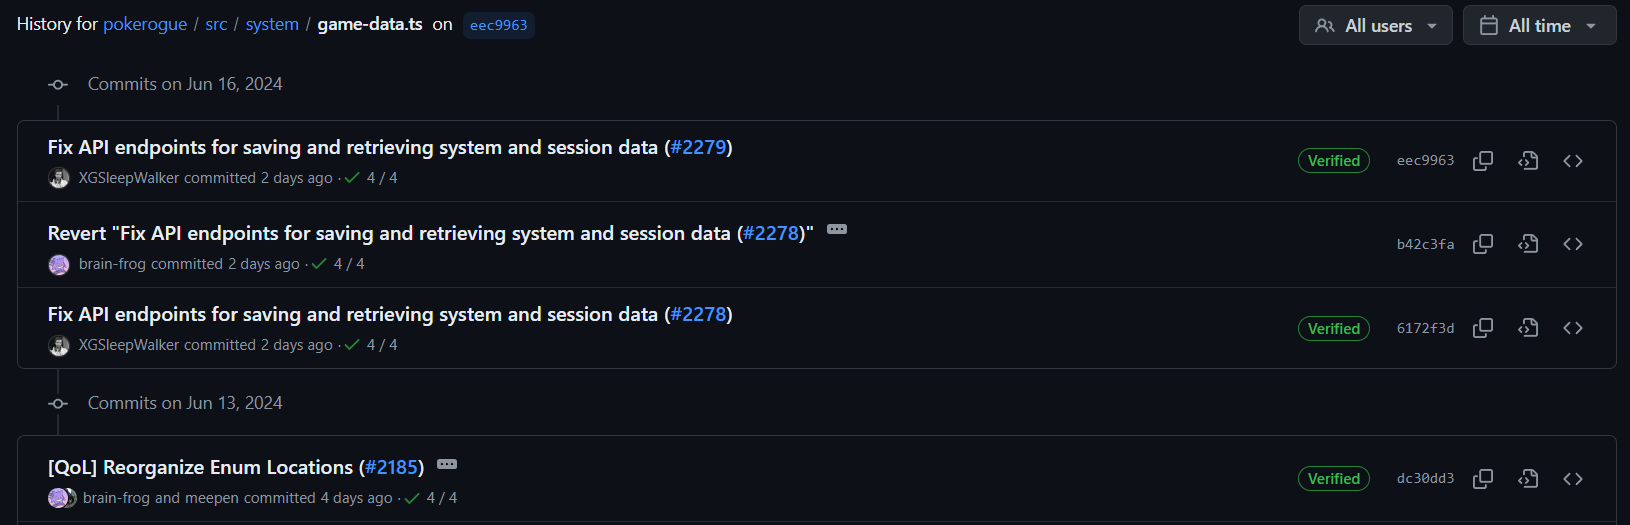 History for pokerogue / src / system / game-data.ts on eec9963
All users
All time
Commits on Jun 16, 2024
Fix API endpoints for saving and retrieving system and session data (#2279)
Verified
eec9963
XGSleepWalker committed 2 days ago · 4 / 4
Revert "Fix API endpoints for saving and retrieving system and session data (#2278)"
b42c3fa
brain-frog committed 2 days ago · 4 / 4
Fix API endpoints for saving and retrieving system and session data (#2278)
Verified
6172f3d
XGSleepWalker committed 2 days ago · 4 / 4
Commits on Jun 13, 2024
[QoL] Reorganize Enum Locations (#2185)
Verified
dc30dd3
brain-frog and meepen committed 4 days ago · 4 / 4